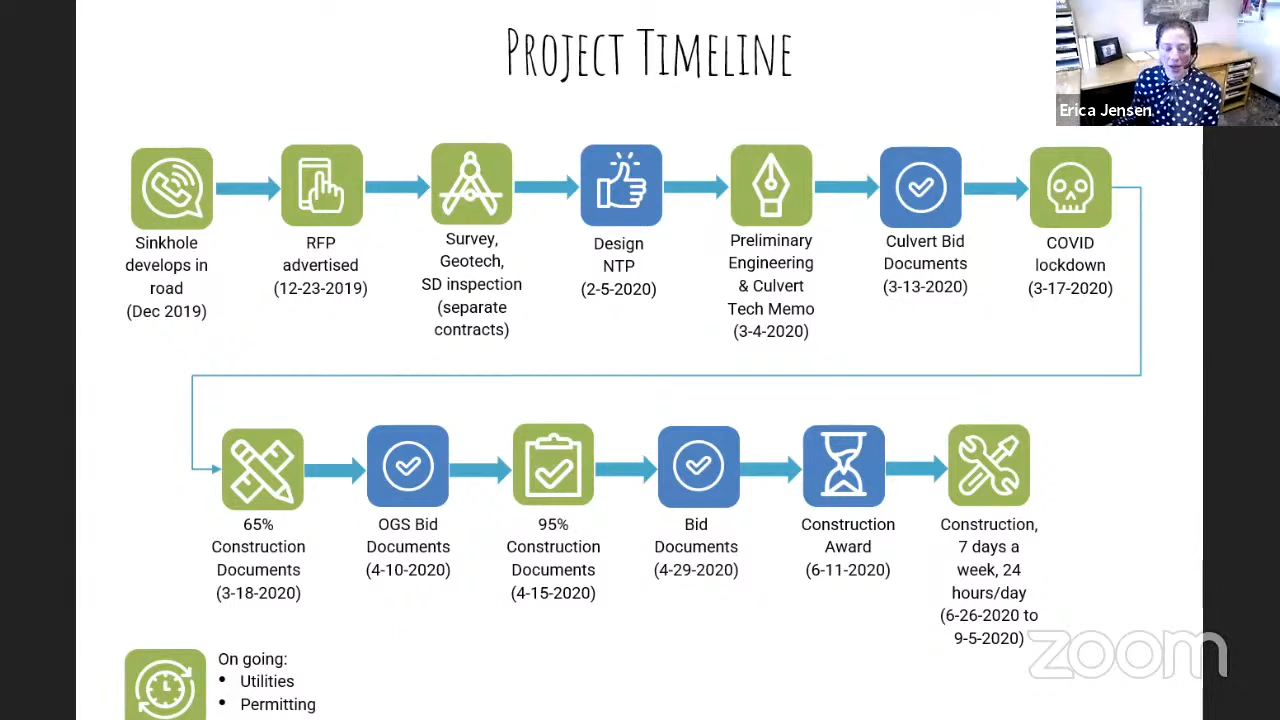 PROJECT TIMELINE
Erica Jensen
Sinkhole
develops in
road
(Dec 2019)
RFP
advertised
(12-23-2019)
Survey,
Geotech,
SD inspection
(separate
contracts)
Design
NTP
(2-5-2020)
Preliminary
Engineering
& Culvert
Tech Memo
(3-4-2020)
Culvert Bid
Documents
(3-13-2020)
COVID
lockdown
(3-17-2020)
65%
Construction
Documents
(3-18-2020)
OGS Bid
Documents
(4-10-2020)
95%
Construction
Documents
(4-15-2020)
Bid
Documents
(4-29-2020)
Construction
Award
(6-11-2020)
Construction,
7 days a
week, 24
hours/day
(6-26-2020 to
9-5-2020)
zoom
On going:
• Utilities
• Permitting